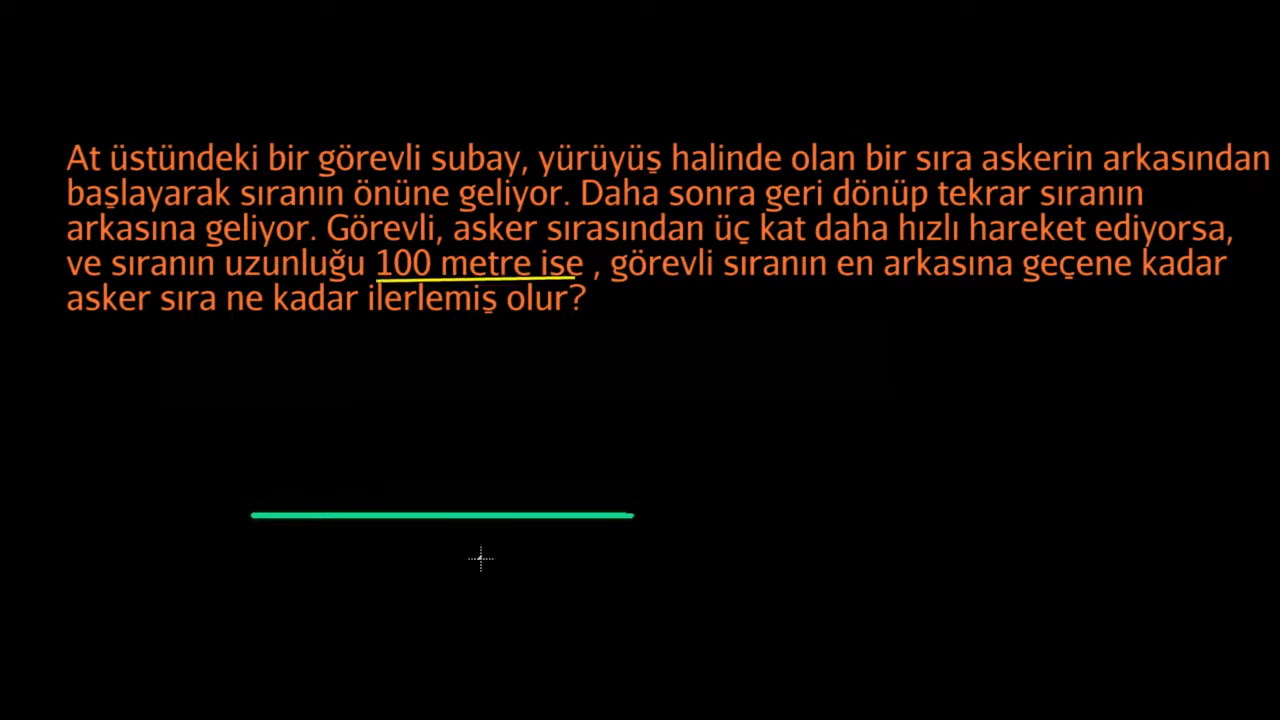 At üstündeki bir görevli subay, yürüyüş halinde olan bir sıra askerin arkasından
başlayarak sıranın önüne geliyor. Daha sonra geri dönüp tekrar sıranın
arkasına geliyor. Görevli, asker sırasından üç kat daha hızlı hareket ediyorsa,
ve sıranın uzunluğu 100 metre ise , görevli sıranın en arkasına geçene kadar
asker sıra ne kadar ilerlemiş olur?